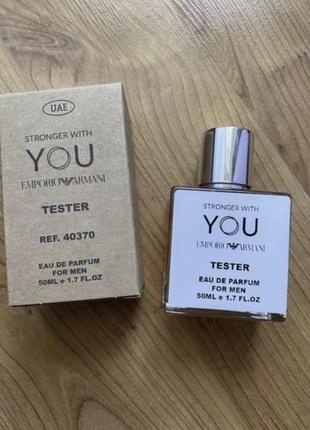 UAE
STRONGER WITH
YOU
EMPORIO ARMANI
TESTER
REF. 40370
EAU DE PARFUM
FOR MEN
50ML e 1.7 FL.OZ
STRONGER WITH
YOU
EMPORIO ARMANI
TESTER
EAU DE PARFUM
FOR MEN
50ML e 1.7 FL.OZ